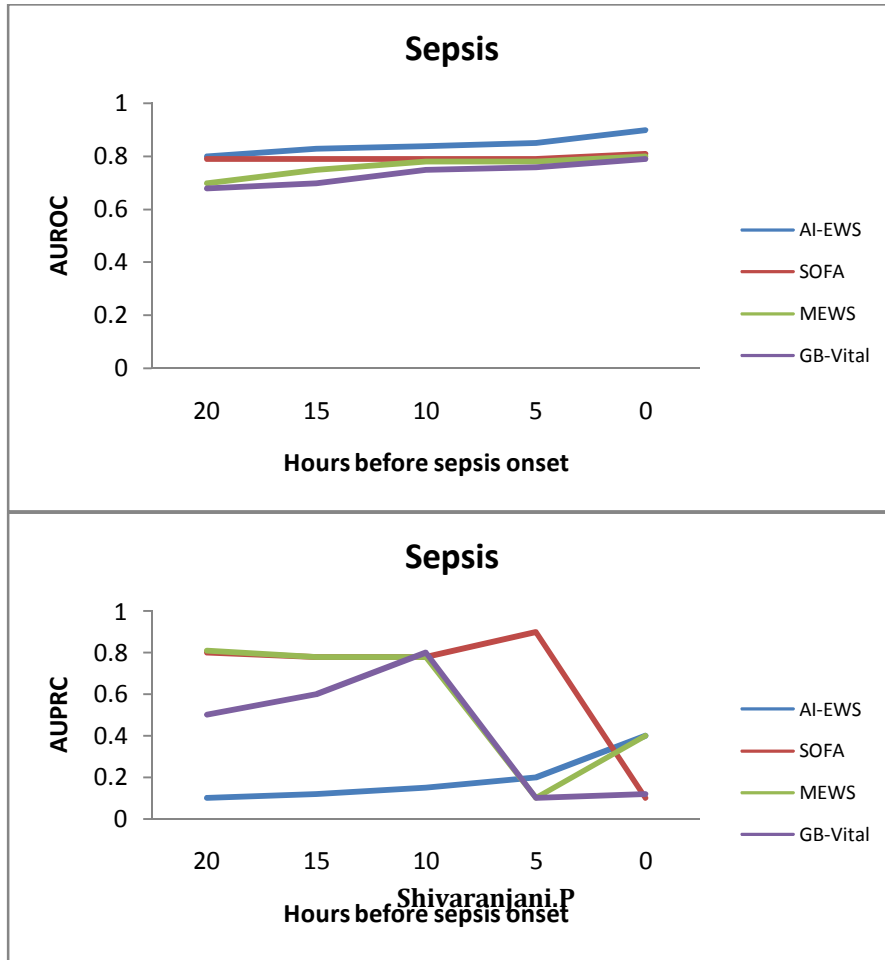 Sepsis
1
0.8
0.6
0.4
0.2
0
AUROC
20 15 10 5 0
Hours before sepsis onset
AI-EWS
SOFA
MEWS
GB-Vital
Sepsis
1
0.8
0.6
0.4
0.2
0
AUPRC
20 15 10 5 0
Shivaranjani.P
Hours before sepsis onset
AI-EWS
SOFA
MEWS
GB-Vital